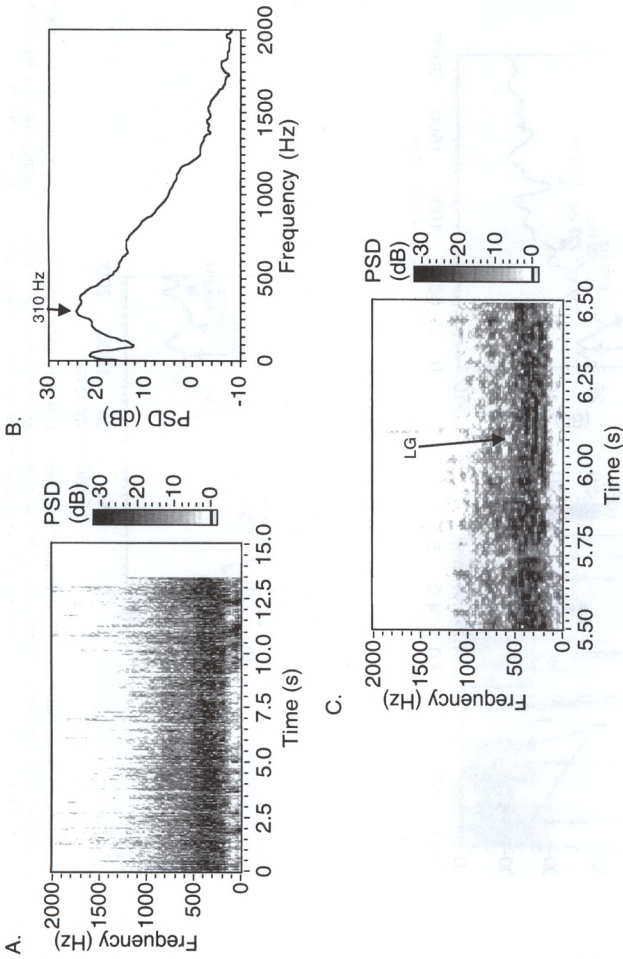 A.
2000
1500
1000
500
0
Frequency (Hz)
0
2.5
5.0
7.5
10.0
12.5
15.0
Time (s)
PSD
(dB)
30
20
10
0
B.
310 Hz
30
20
10
0
-10
PSD (dB)
0
500
1000
1500
2000
Frequency (Hz)
C.
2000
1500
1000
500
0
Frequency (Hz)
LG
5.50
5.75
6.00
6.25
6.50
Time (s)
PSD
(dB)
30
20
10
0